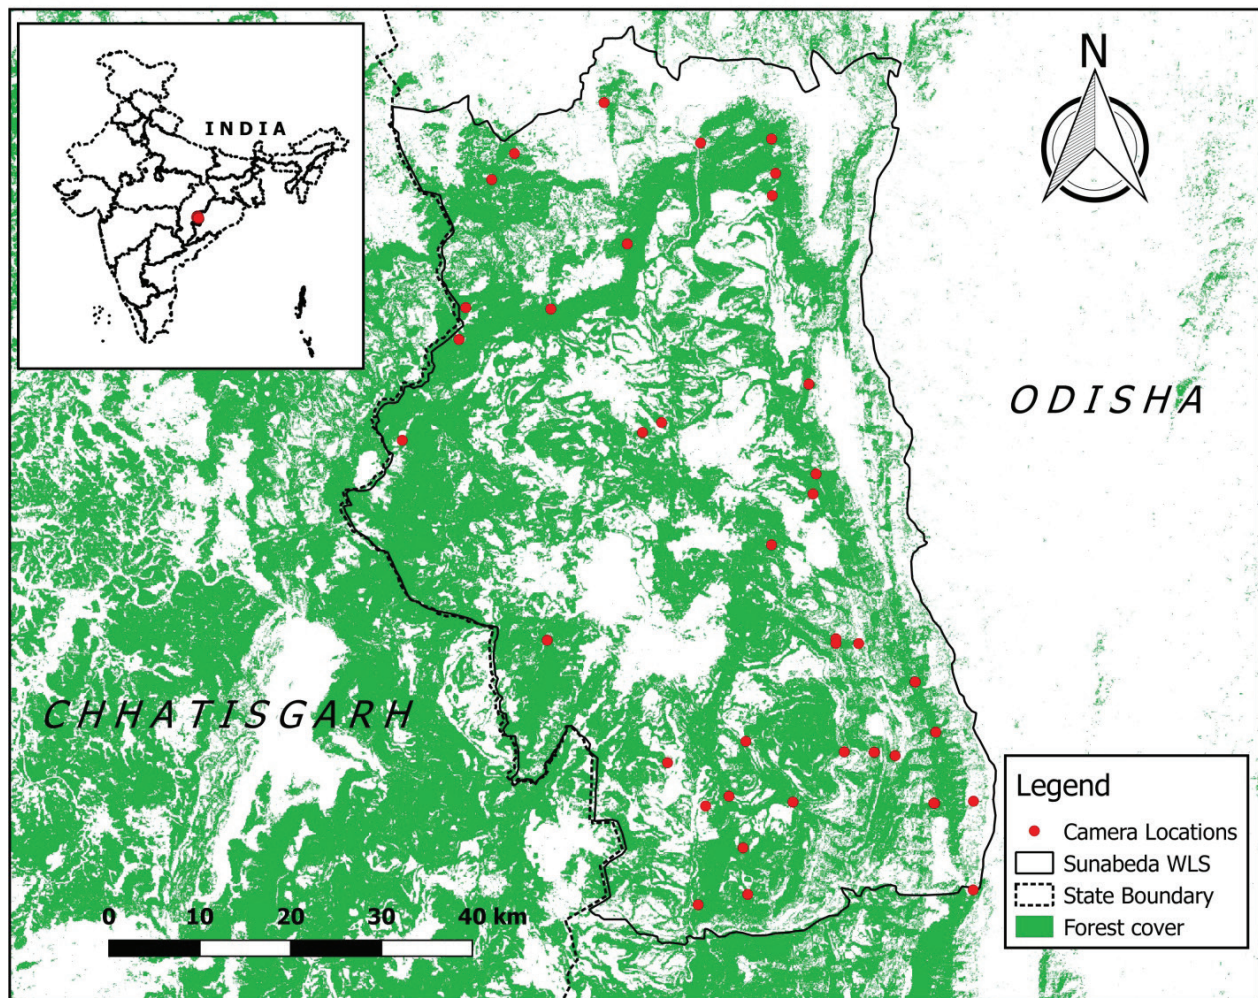 INDIA
N
ODISHA
CHHATISGARH
Legend
Camera Locations
Sunabeda WLS
State Boundary
Forest cover
0 10 20 30 40 km